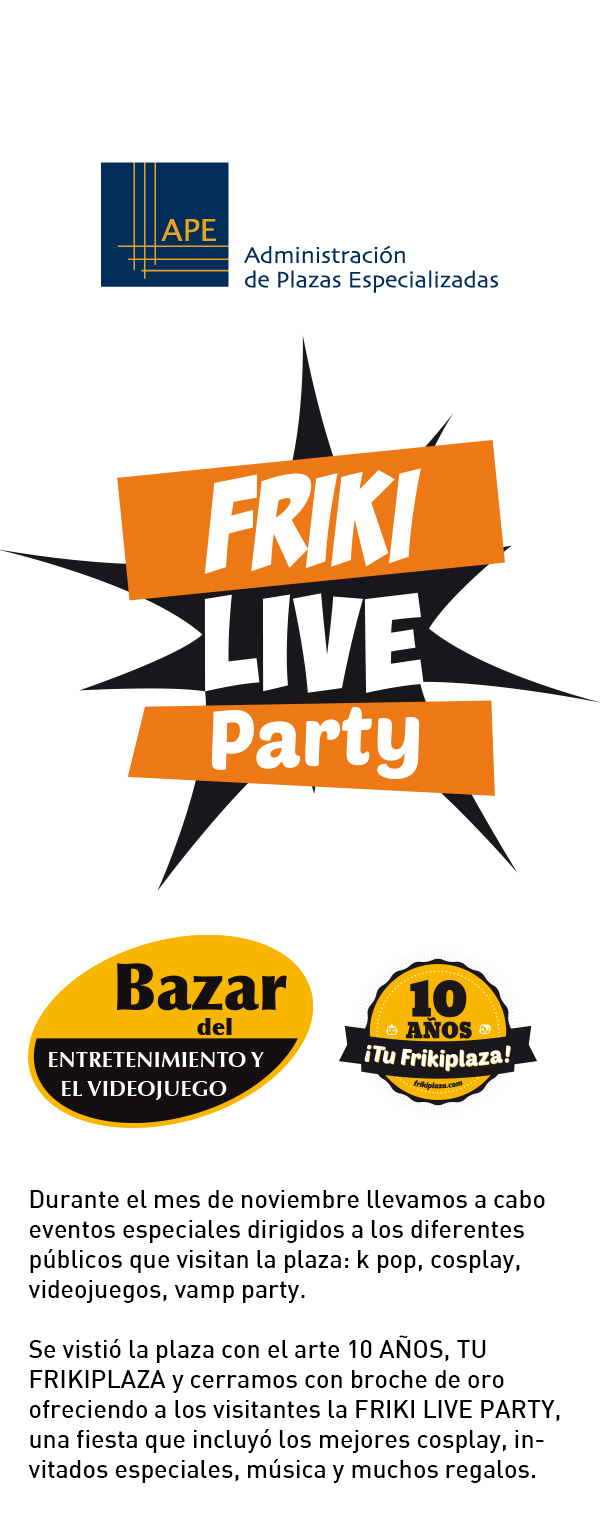 APE
Administración
de Plazas Especializadas
FRIKI
LIVE
Party
Bazar
del
ENTRETENIMIENTO Y
EL VIDEOJUEGO
10
AÑOS
¡Tu Frikiplaza!
frikiplaza.com
Durante el mes de noviembre llevamos a cabo
eventos especiales dirigidos a los diferentes
públicos que visitan la plaza: k pop, cosplay,
videojuegos, vamp party.
Se vistió la plaza con el arte 10 AÑOS, TU
FRIKIPLAZA y cerramos con broche de oro
ofreciendo a los visitantes la FRIKI LIVE PARTY,
una fiesta que incluyó los mejores cosplay, in-
vitados especiales, música y muchos regalos.